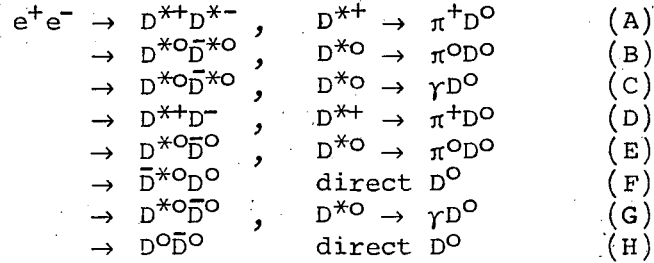 e⁺e⁻ → D*⁺D*⁻ , D*⁺ → π⁺D⁰ (A)
→ D*⁰D̄*⁰ , D*⁰ → π⁰D⁰ (B)
→ D*⁰D̄*⁰ , D*⁰ → γD⁰ (C)
→ D*⁺D⁻ , D*⁺ → π⁺D⁰ (D)
→ D*⁰D̄⁰ , D*⁰ → π⁰D⁰ (E)
→ D̄*⁰D⁰ direct D⁰ (F)
→ D*⁰D̄⁰ , D*⁰ → γD⁰ (G)
→ D⁰D̄⁰ direct D⁰ (H)